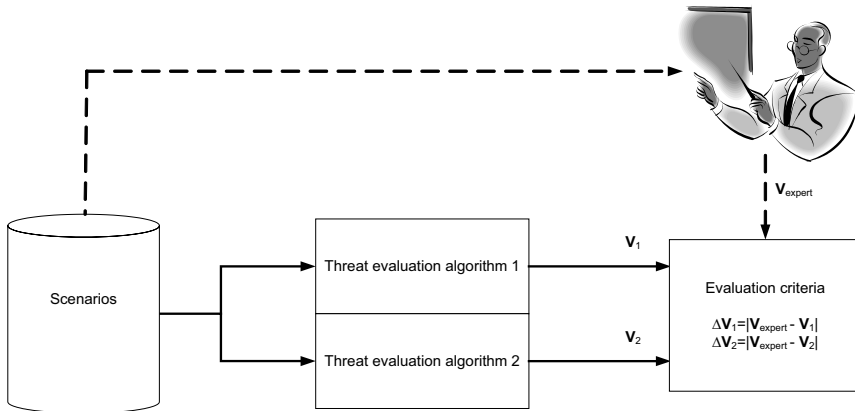 V_expert
V_1
Threat evaluation algorithm 1
Scenarios
Evaluation criteria
ΔV_1=|V_expert - V_1|
ΔV_2=|V_expert - V_2|
V_2
Threat evaluation algorithm 2